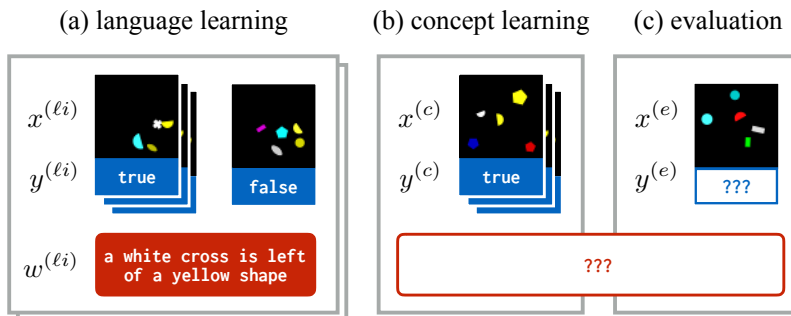 (a) language learning
(b) concept learning
(c) evaluation
x^{(ℓi)}
x^{(c)}
x^{(e)}
y^{(ℓi)}
true
false
y^{(c)}
true
y^{(e)}
???
w^{(ℓi)}
a white cross is left
of a yellow shape
???